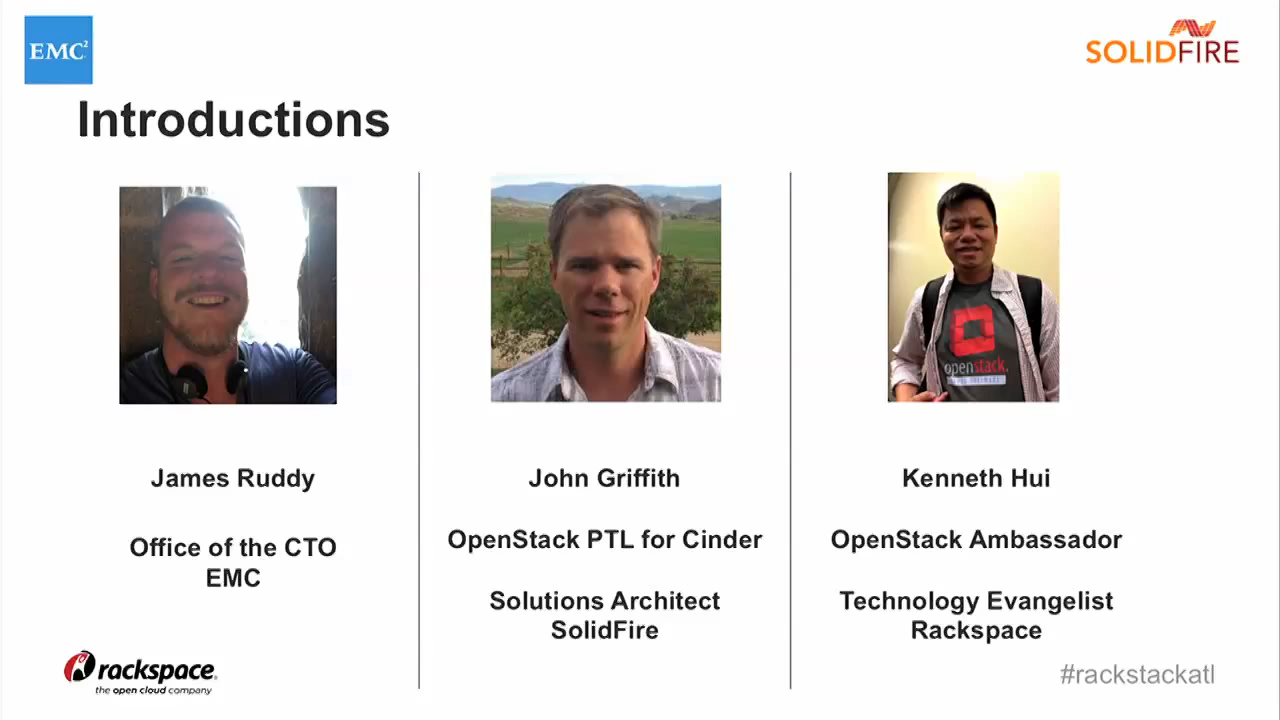 EMC²
SOLIDFIRE
Introductions
openstack.
James Ruddy
Office of the CTO
EMC
John Griffith
OpenStack PTL for Cinder
Solutions Architect
SolidFire
Kenneth Hui
OpenStack Ambassador
Technology Evangelist
Rackspace
rackspace.
the open cloud company
#rackstackatl